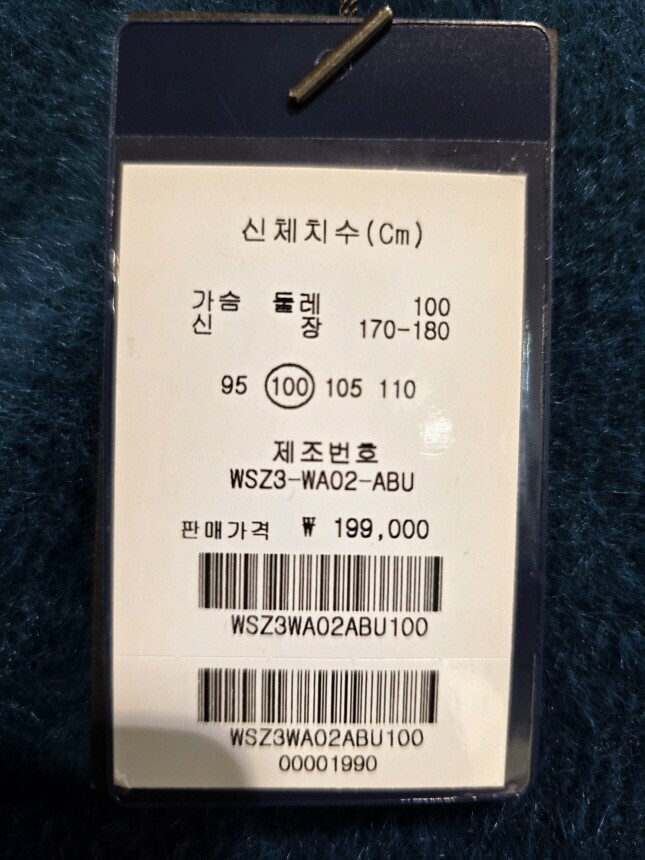 신체치수(Cm)
가슴 둘레 100
신 장 170-180
95 100 105 110
제조번호
WSZ3-WA02-ABU
판매가격 ₩ 199,000
WSZ3WA02ABU100
WSZ3WA02ABU100
00001990